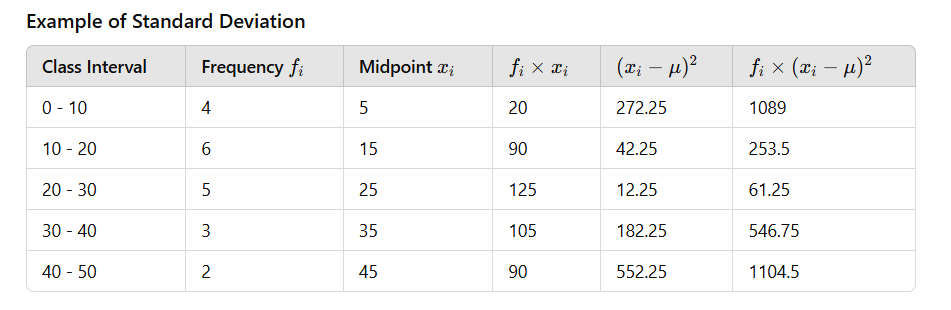 Example of Standard Deviation
Class Interval Frequency fᵢ Midpoint xᵢ fᵢ × xᵢ (xᵢ − μ)² fᵢ × (xᵢ − μ)²
0 - 10 4 5 20 272.25 1089
10 - 20 6 15 90 42.25 253.5
20 - 30 5 25 125 12.25 61.25
30 - 40 3 35 105 182.25 546.75
40 - 50 2 45 90 552.25 1104.5